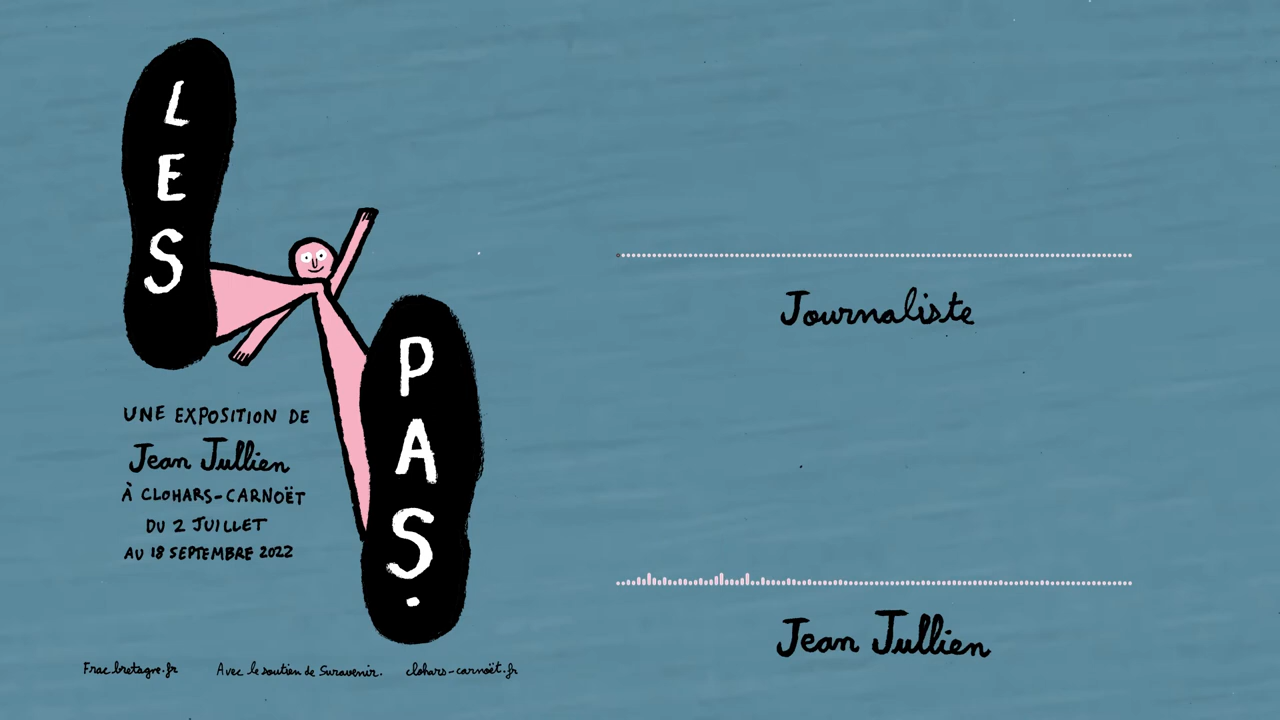 LES
PAS.
UNE EXPOSITION DE
Jean Jullien
À CLOHARS-CARNOËT
DU 2 JUILLET
AU 18 SEPTEMBRE 2022
Frac.bretagne.fr
Avec le soutien de Suravenir.
clohars-carnoët.fr
Journaliste
Jean Jullien